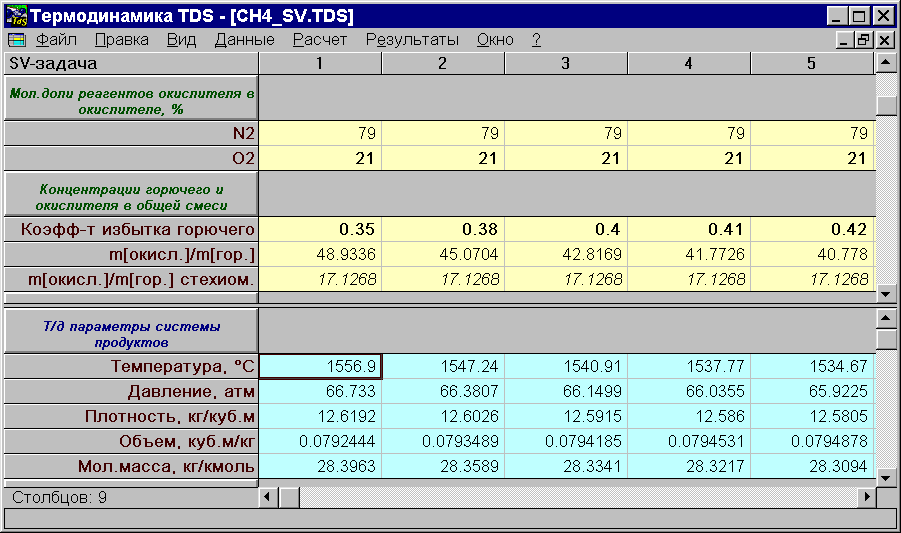 Термодинамика TDS - [CH4_SV.TDS]
Файл Правка Вид Данные Расчет Результаты Окно ?
SV-задача 1 2 3 4 5
Мол.доли реагентов окислителя в
окислителе, %
N2 79 79 79 79 79
O2 21 21 21 21 21
Концентрации горючего и
окислителя в общей смеси
Коэфф-т избытка горючего 0.35 0.38 0.4 0.41 0.42
m[окисл.]/m[гор.] 48.9336 45.0704 42.8169 41.7726 40.778
m[окисл.]/m[гор.] стехиом. 17.1268 17.1268 17.1268 17.1268 17.1268
Т/д параметры системы
продуктов
Температура, °C 1556.9 1547.24 1540.91 1537.77 1534.67
Давление, атм 66.733 66.3807 66.1499 66.0355 65.9225
Плотность, кг/куб.м 12.6192 12.6026 12.5915 12.586 12.5805
Объем, куб.м/кг 0.0792444 0.0793489 0.0794185 0.0794531 0.0794878
Мол.масса, кг/кмоль 28.3963 28.3589 28.3341 28.3217 28.3094
Столбцов: 9